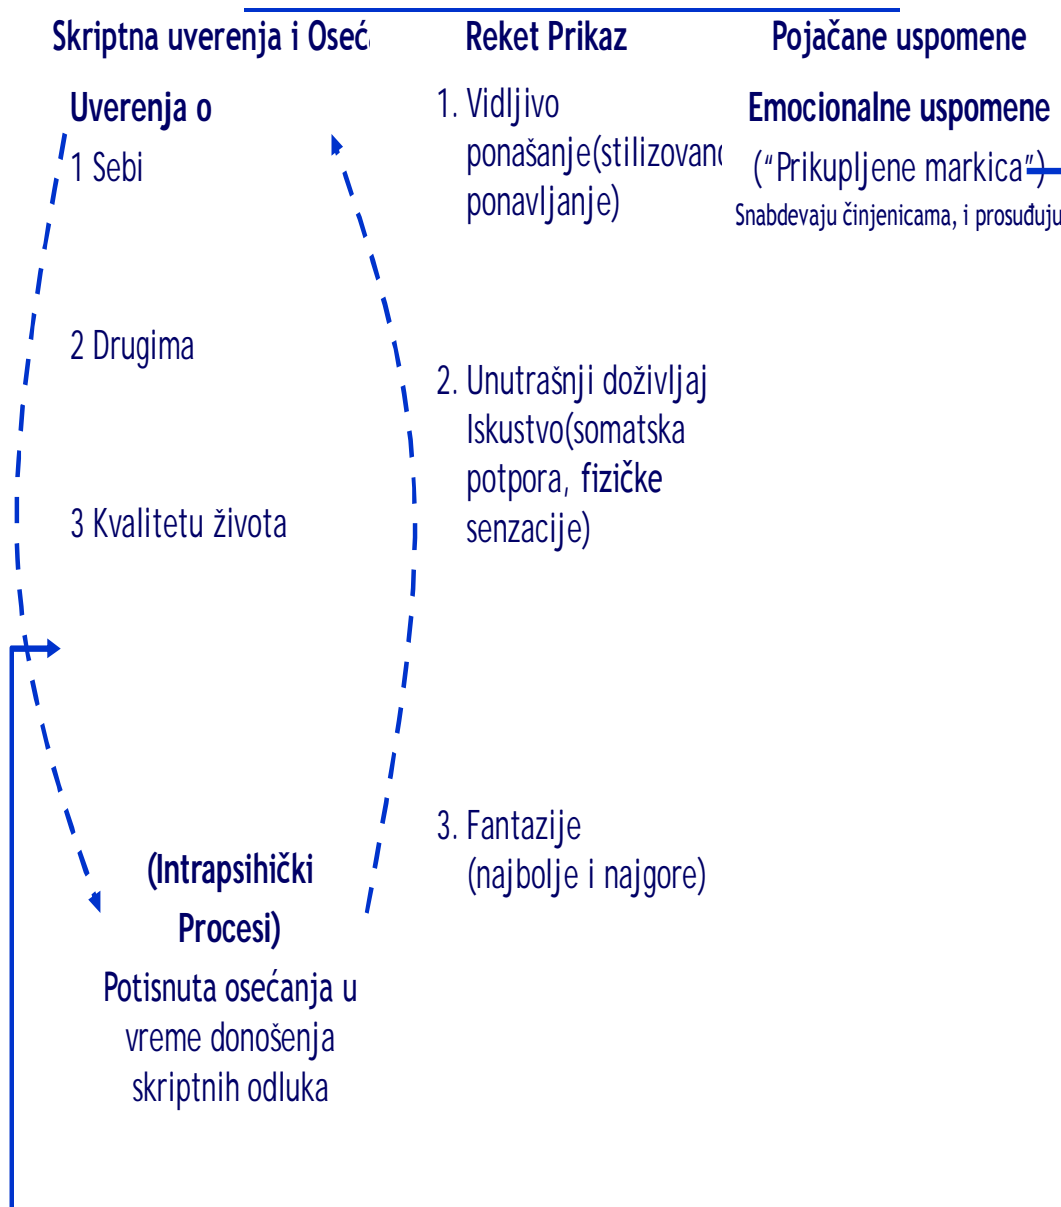 Skriptna uverenja i Oseć
Uverenja o
1 Sebi
2 Drugima
3 Kvalitetu života
(Intrapsihički
Procesi)
Potisnuta osećanja u
vreme donošenja
skriptnih odluka
Reket Prikaz
1. Vidljivo
ponašanje(stilizovano
ponavljanje)
2. Unutrašnji doživljaj
Iskustvo(somatska
potpora, fizičke
senzacije)
3. Fantazije
(najbolje i najgore)
Pojačane uspomene
Emocionalne uspomene
(“Prikupljene markica”)
Snabdevaju činjenicama, i prosuđuju